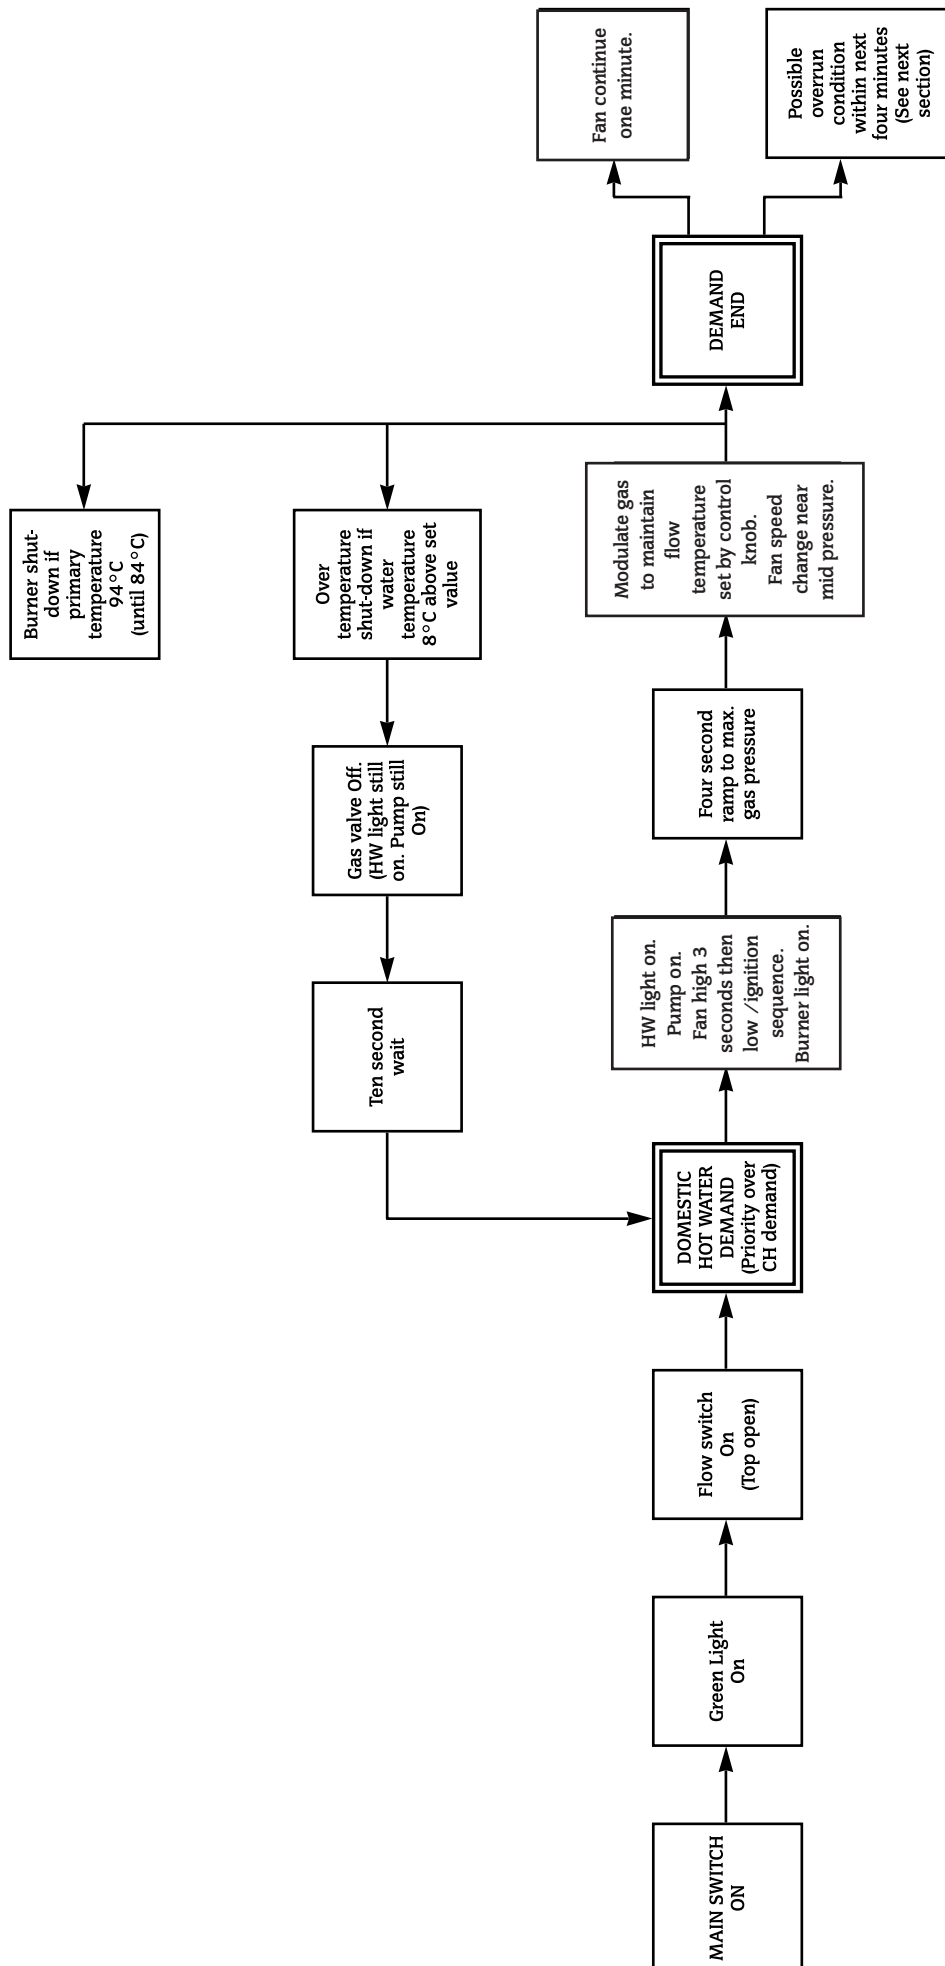 MAIN SWITCH
ON
Green Light
On
Flow switch
On
(Top open)
DOMESTIC
HOT WATER
DEMAND
(Priority over
CH demand)
HW light on.
Pump on.
Fan high 3
seconds then
low /ignition
sequence.
Burner light on.
Four second
ramp to max.
gas pressure
Modulate gas
to maintain
flow
temperature
set by control
knob.
Fan speed
change near
mid pressure.
DEMAND
END
Fan continue
one minute.
Possible
overrun
condition
within next
four minutes
(See next
section)
Burner shut-
down if
primary
temperature
94°C
(until 84°C)
Over
temperature
shut-down if
water
temperature
8°C above set
value
Gas valve Off.
(HW light still
on. Pump still
On)
Ten second
wait